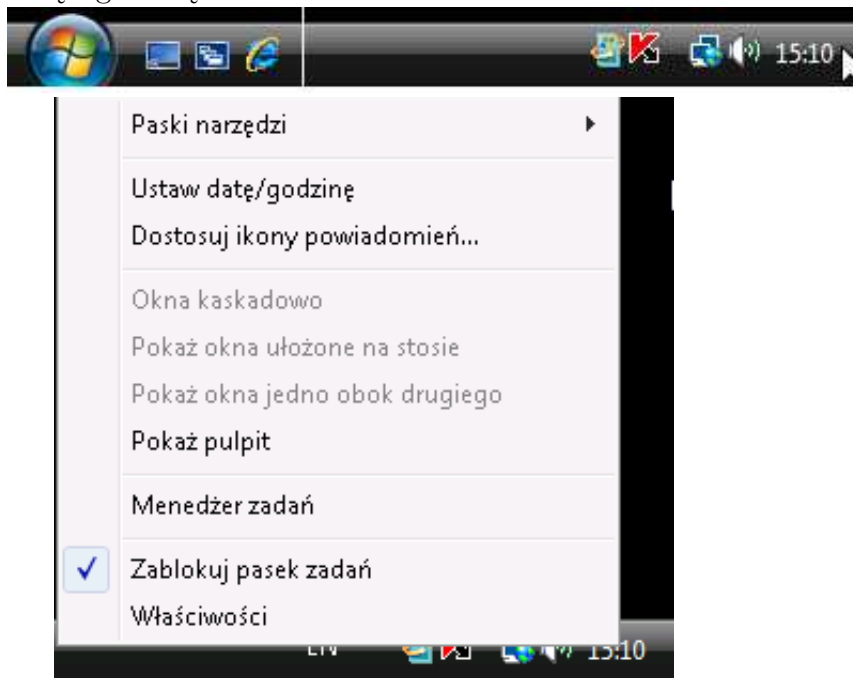 15:10
Paski narzędzi
Ustaw datę/godzinę
Dostosuj ikony powiadomień...
Okna kaskadowo
Pokaż okna ułożone na stosie
Pokaż okna jedno obok drugiego
Pokaż pulpit
Menedżer zadań
Zablokuj pasek zadań
Właściwości
EN 15:10